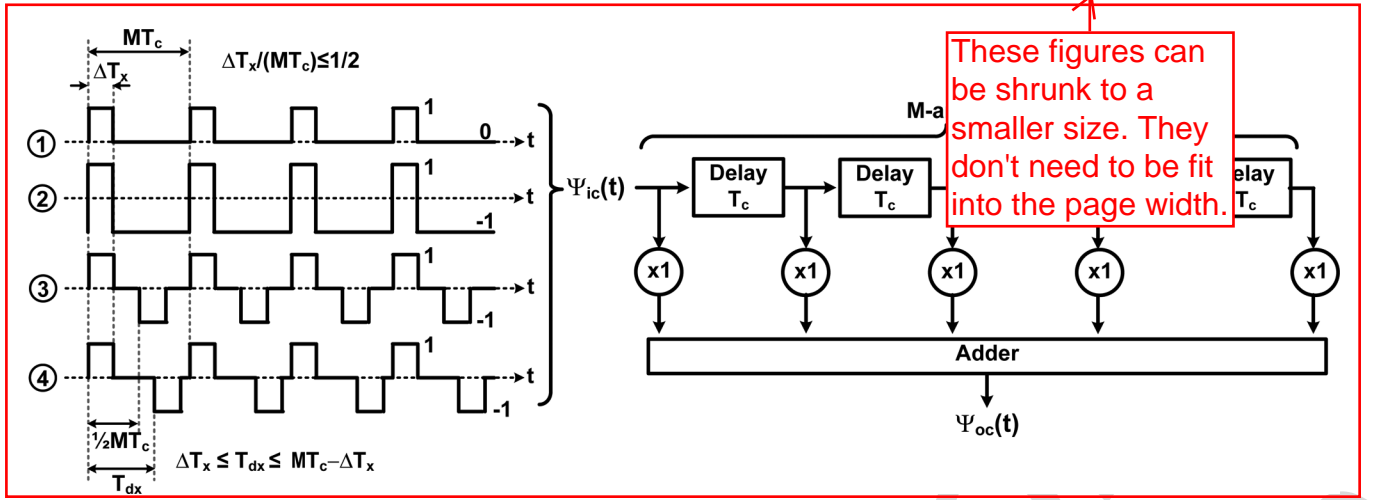 MTc
ΔTx/(MTc)≤1/2
ΔTx
① 1 0 t
② 1 -1 t
③ 1 -1 t
④ 1 -1 t
½MTc
Tdx
ΔTx ≤ Tdx ≤ MTc−ΔTx
Ψic(t)
M-a
These figures can
be shrunk to a
smaller size. They
don't need to be fit
into the page width.
Delay
Tc
Delay
Tc
elay
Tc
x1 x1 x1 x1 x1
Adder
Ψoc(t)